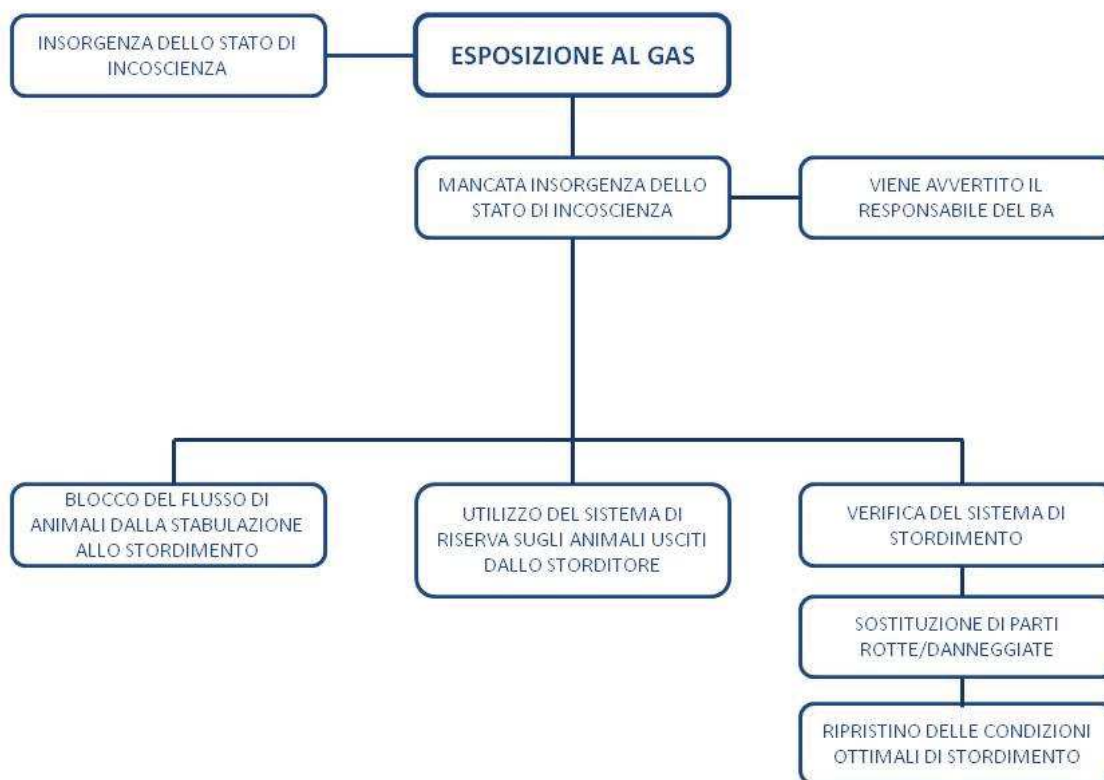 INSORGENZA DELLO STATO DI
INCOSCIENZA
ESPOSIZIONE AL GAS
MANCATA INSORGENZA DELLO
STATO DI INCOSCIENZA
VIENE AVVERTITO IL
RESPONSABILE DEL BA
BLOCCO DEL FLUSSO DI
ANIMALI DALLA STABULAZIONE
ALLO STORDIMENTO
UTILIZZO DEL SISTEMA DI
RISERVA SUGLI ANIMALI USCITI
DALLO STORDITORE
VERIFICA DEL SISTEMA DI
STORDIMENTO
SOSTITUZIONE DI PARTI
ROTTE/DANNEGGIATE
RIPRISTINO DELLE CONDIZIONI
OTTIMALI DI STORDIMENTO